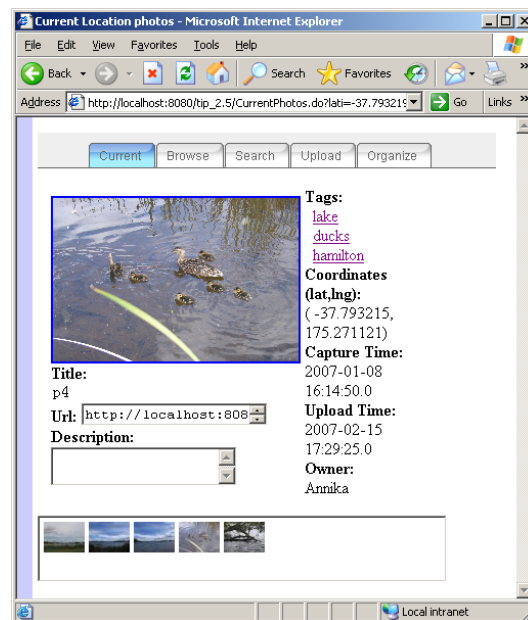 Current Location photos - Microsoft Internet Explorer
File Edit View Favorites Tools Help
Back Search Favorites »
Address http://localhost:8080/tip_2.5/CurrentPhotos.do?lati=-37.793219 Go Links »
Current Browse Search Upload Organize
Tags:
lake
ducks
hamilton
Coordinates
(lat,lng):
( -37.793215,
175.271121)
Capture Time:
2007-01-08
16:14:50.0
Upload Time:
2007-02-15
17:29:25.0
Owner:
Annika
Title:
p4
Url: http://localhost:808
Description:
Local intranet